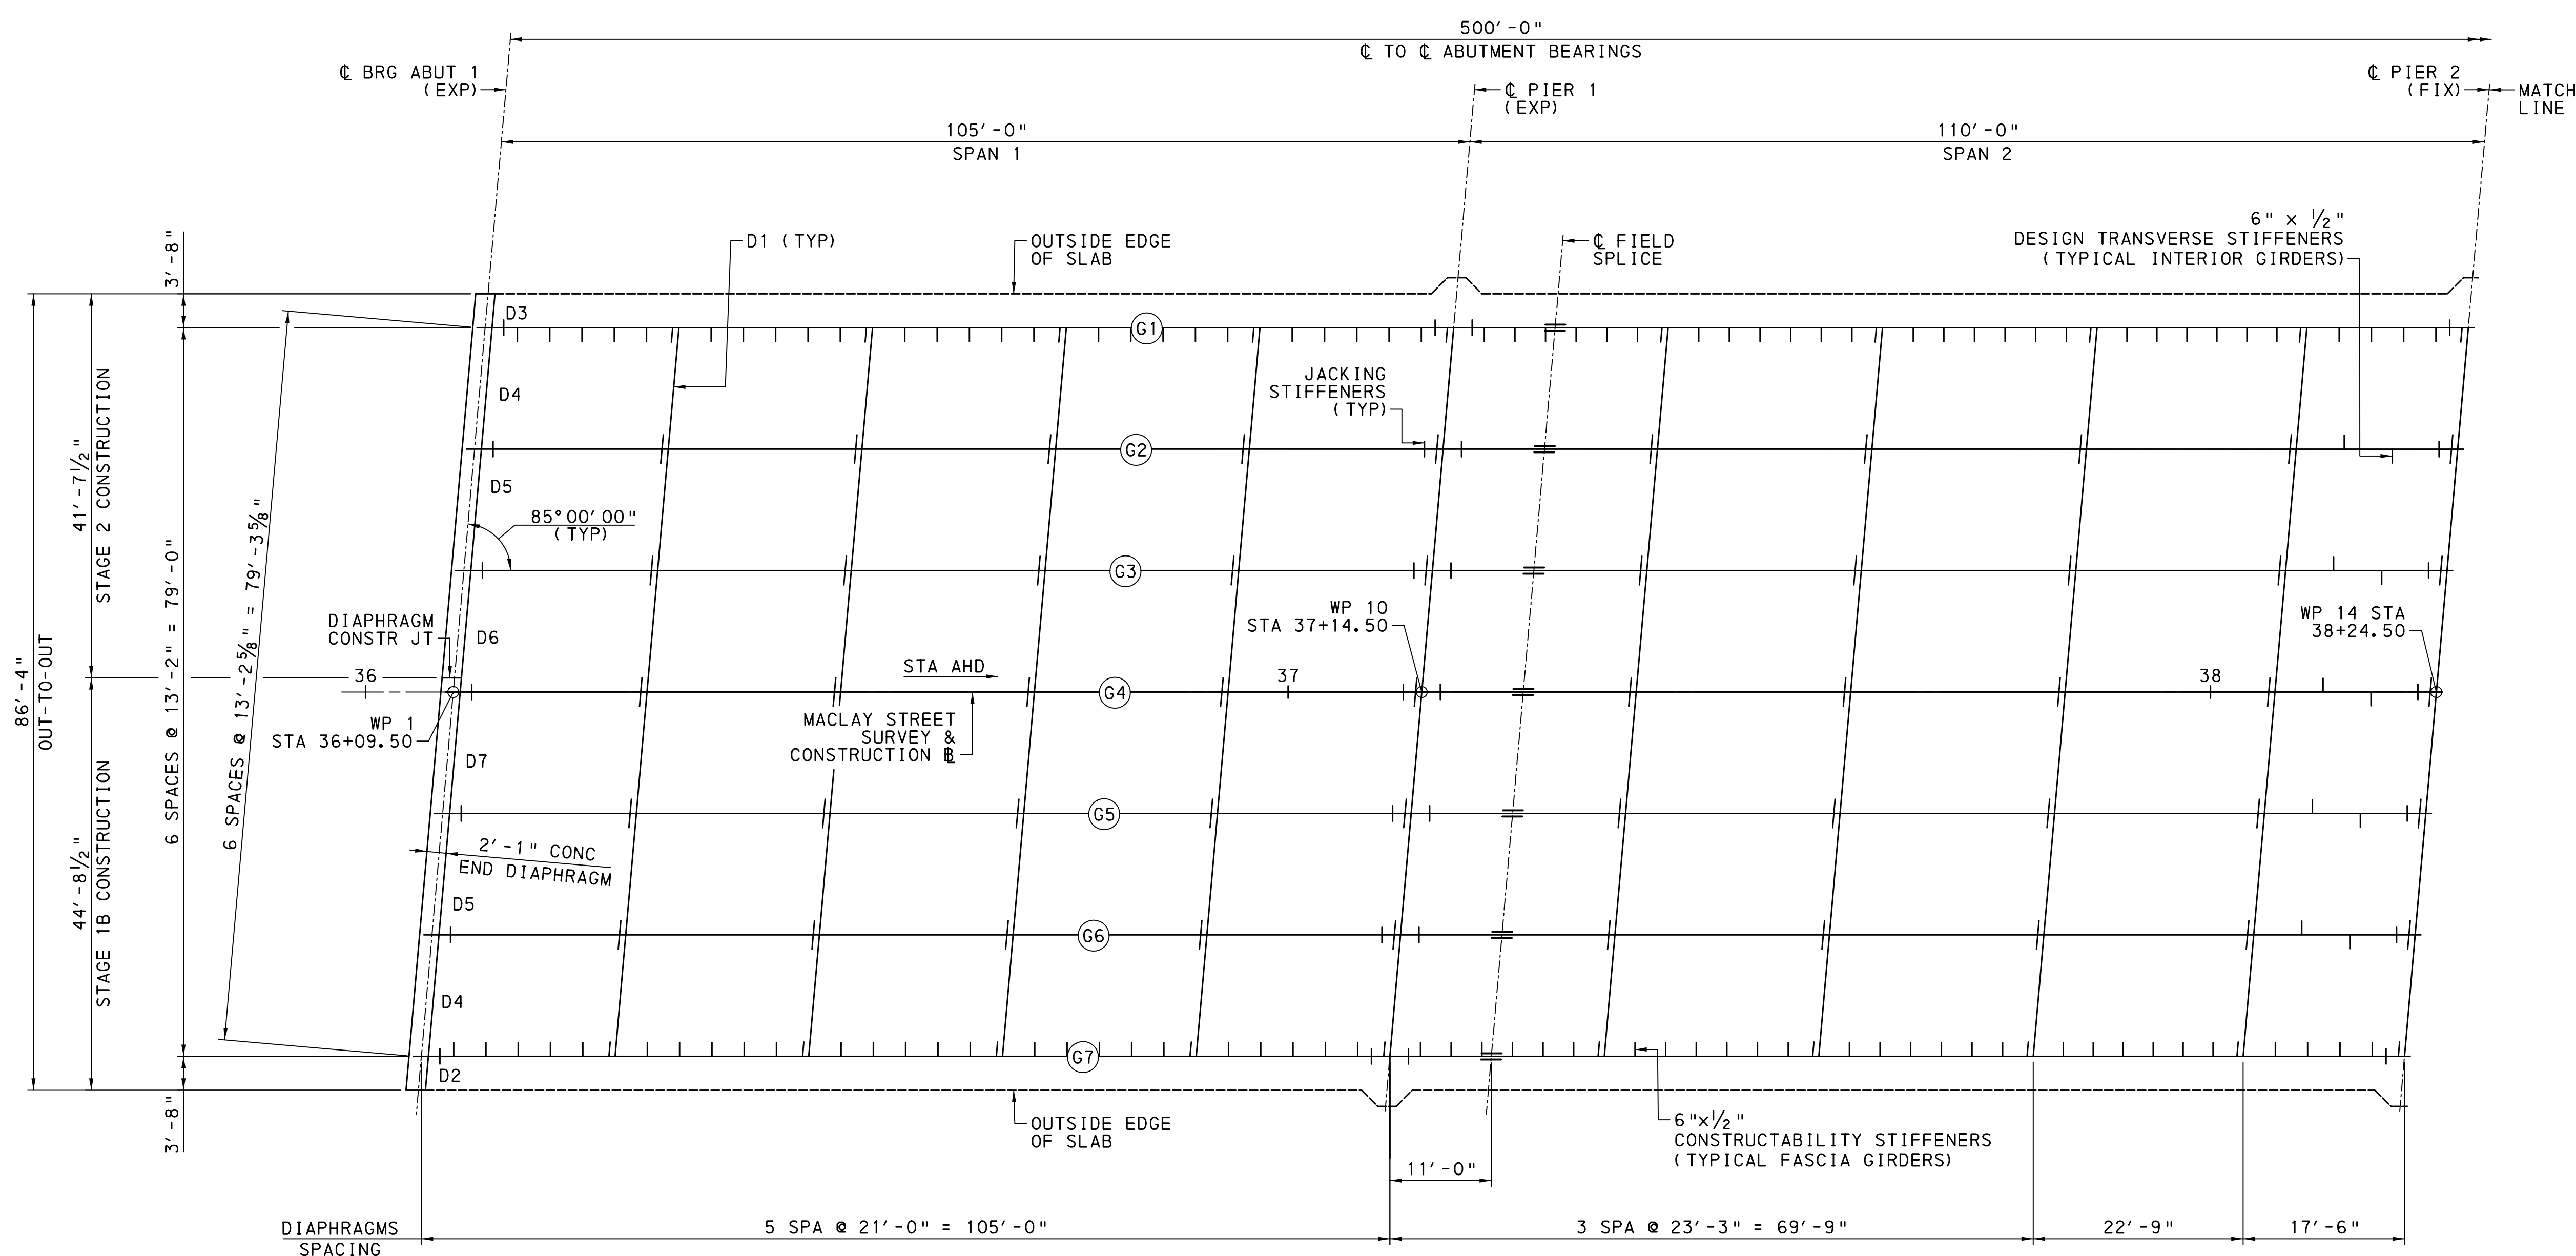 500'-0"
℄ TO ℄ ABUTMENT BEARINGS
℄ BRG ABUT 1
(EXP)
℄ PIER 1
(EXP)
℄ PIER 2
(FIX)
MATCH
LINE
105'-0"
SPAN 1
110'-0"
SPAN 2
3'-8"
D1 (TYP)
OUTSIDE EDGE
OF SLAB
℄ FIELD
SPLICE
6" x 1/2"
DESIGN TRANSVERSE STIFFENERS
(TYPICAL INTERIOR GIRDERS)
D3
G1
D4
JACKING
STIFFENERS
(TYP)
G2
D5
85°00'00"
(TYP)
G3
41'-7 1/2"
STAGE 2 CONSTRUCTION
6 SPACES @ 13'-2" = 79'-0"
6 SPACES @ 13'-2 5/8" = 79'-3 5/8"
86'-4"
OUT-TO-OUT
DIAPHRAGM
CONSTR JT
D6
WP 10
STA 37+14.50
WP 14 STA
38+24.50
36
STA AHD
37
38
G4
WP 1
STA 36+09.50
MACLAY STREET
SURVEY &
CONSTRUCTION B̲L
D7
G5
44'-8 1/2"
STAGE 1B CONSTRUCTION
2'-1" CONC
END DIAPHRAGM
D5
G6
D4
G7
D2
3'-8"
OUTSIDE EDGE
OF SLAB
6"x1/2"
CONSTRUCTABILITY STIFFENERS
(TYPICAL FASCIA GIRDERS)
11'-0"
DIAPHRAGMS
SPACING
5 SPA @ 21'-0" = 105'-0"
3 SPA @ 23'-3" = 69'-9"
22'-9"
17'-6"